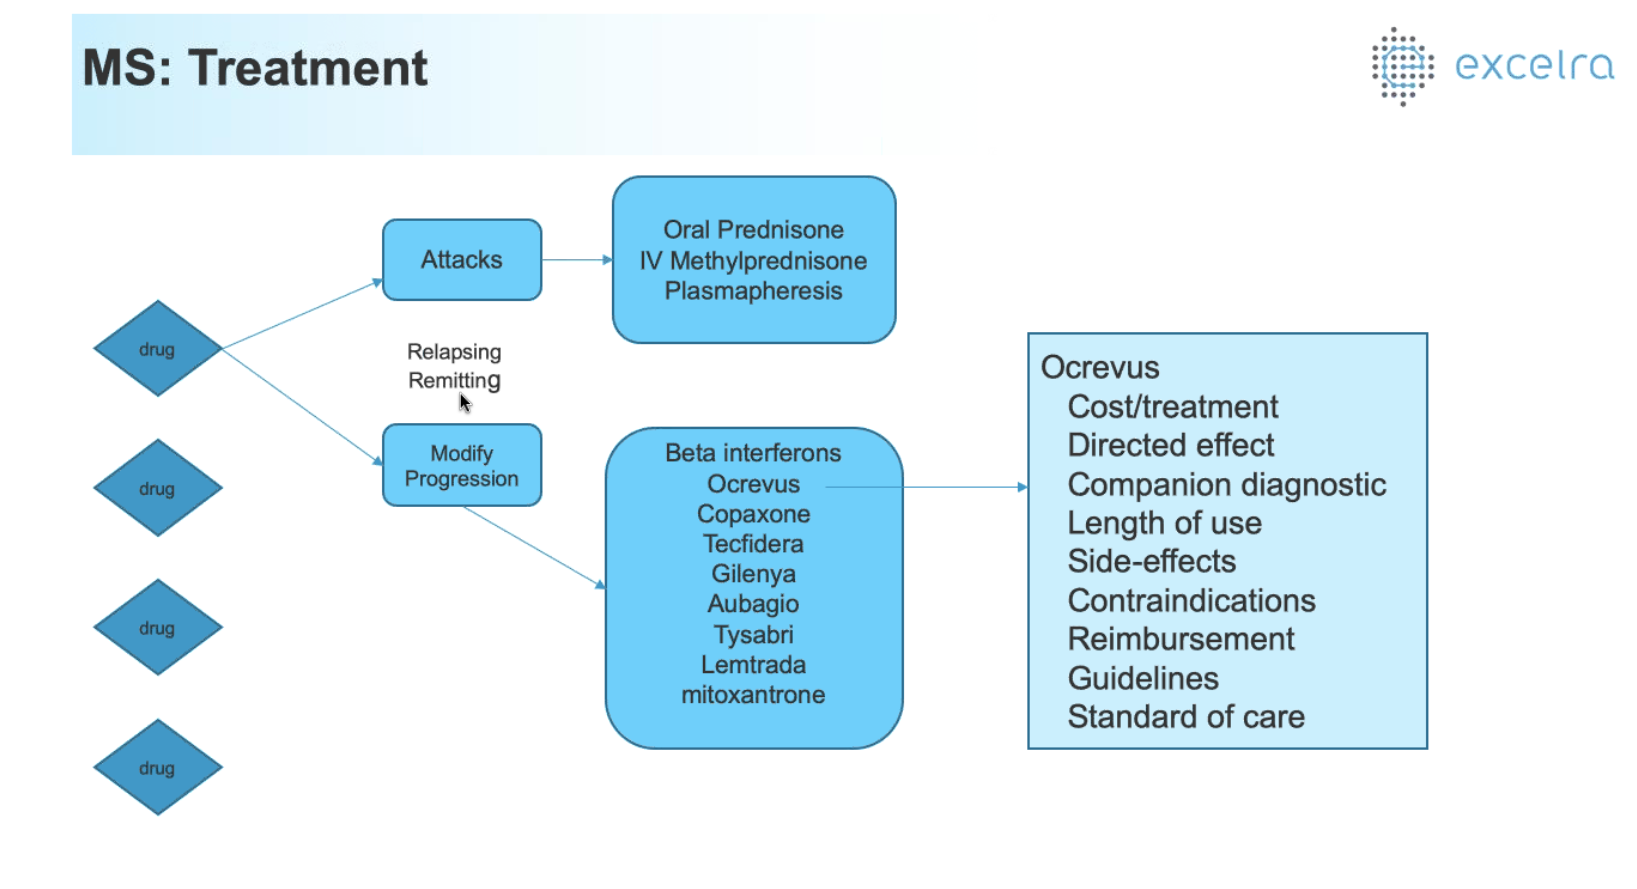 MS: Treatment
excelra
Oral Prednisone
IV Methylprednisone
Plasmapheresis
Attacks
drug
Relapsing
Remitting
Modify
Progression
Beta interferons
Ocrevus
Copaxone
Tecfidera
Gilenya
Aubagio
Tysabri
Lemtrada
mitoxantrone
Ocrevus
Cost/treatment
Directed effect
Companion diagnostic
Length of use
Side-effects
Contraindications
Reimbursement
Guidelines
Standard of care
drug
drug
drug